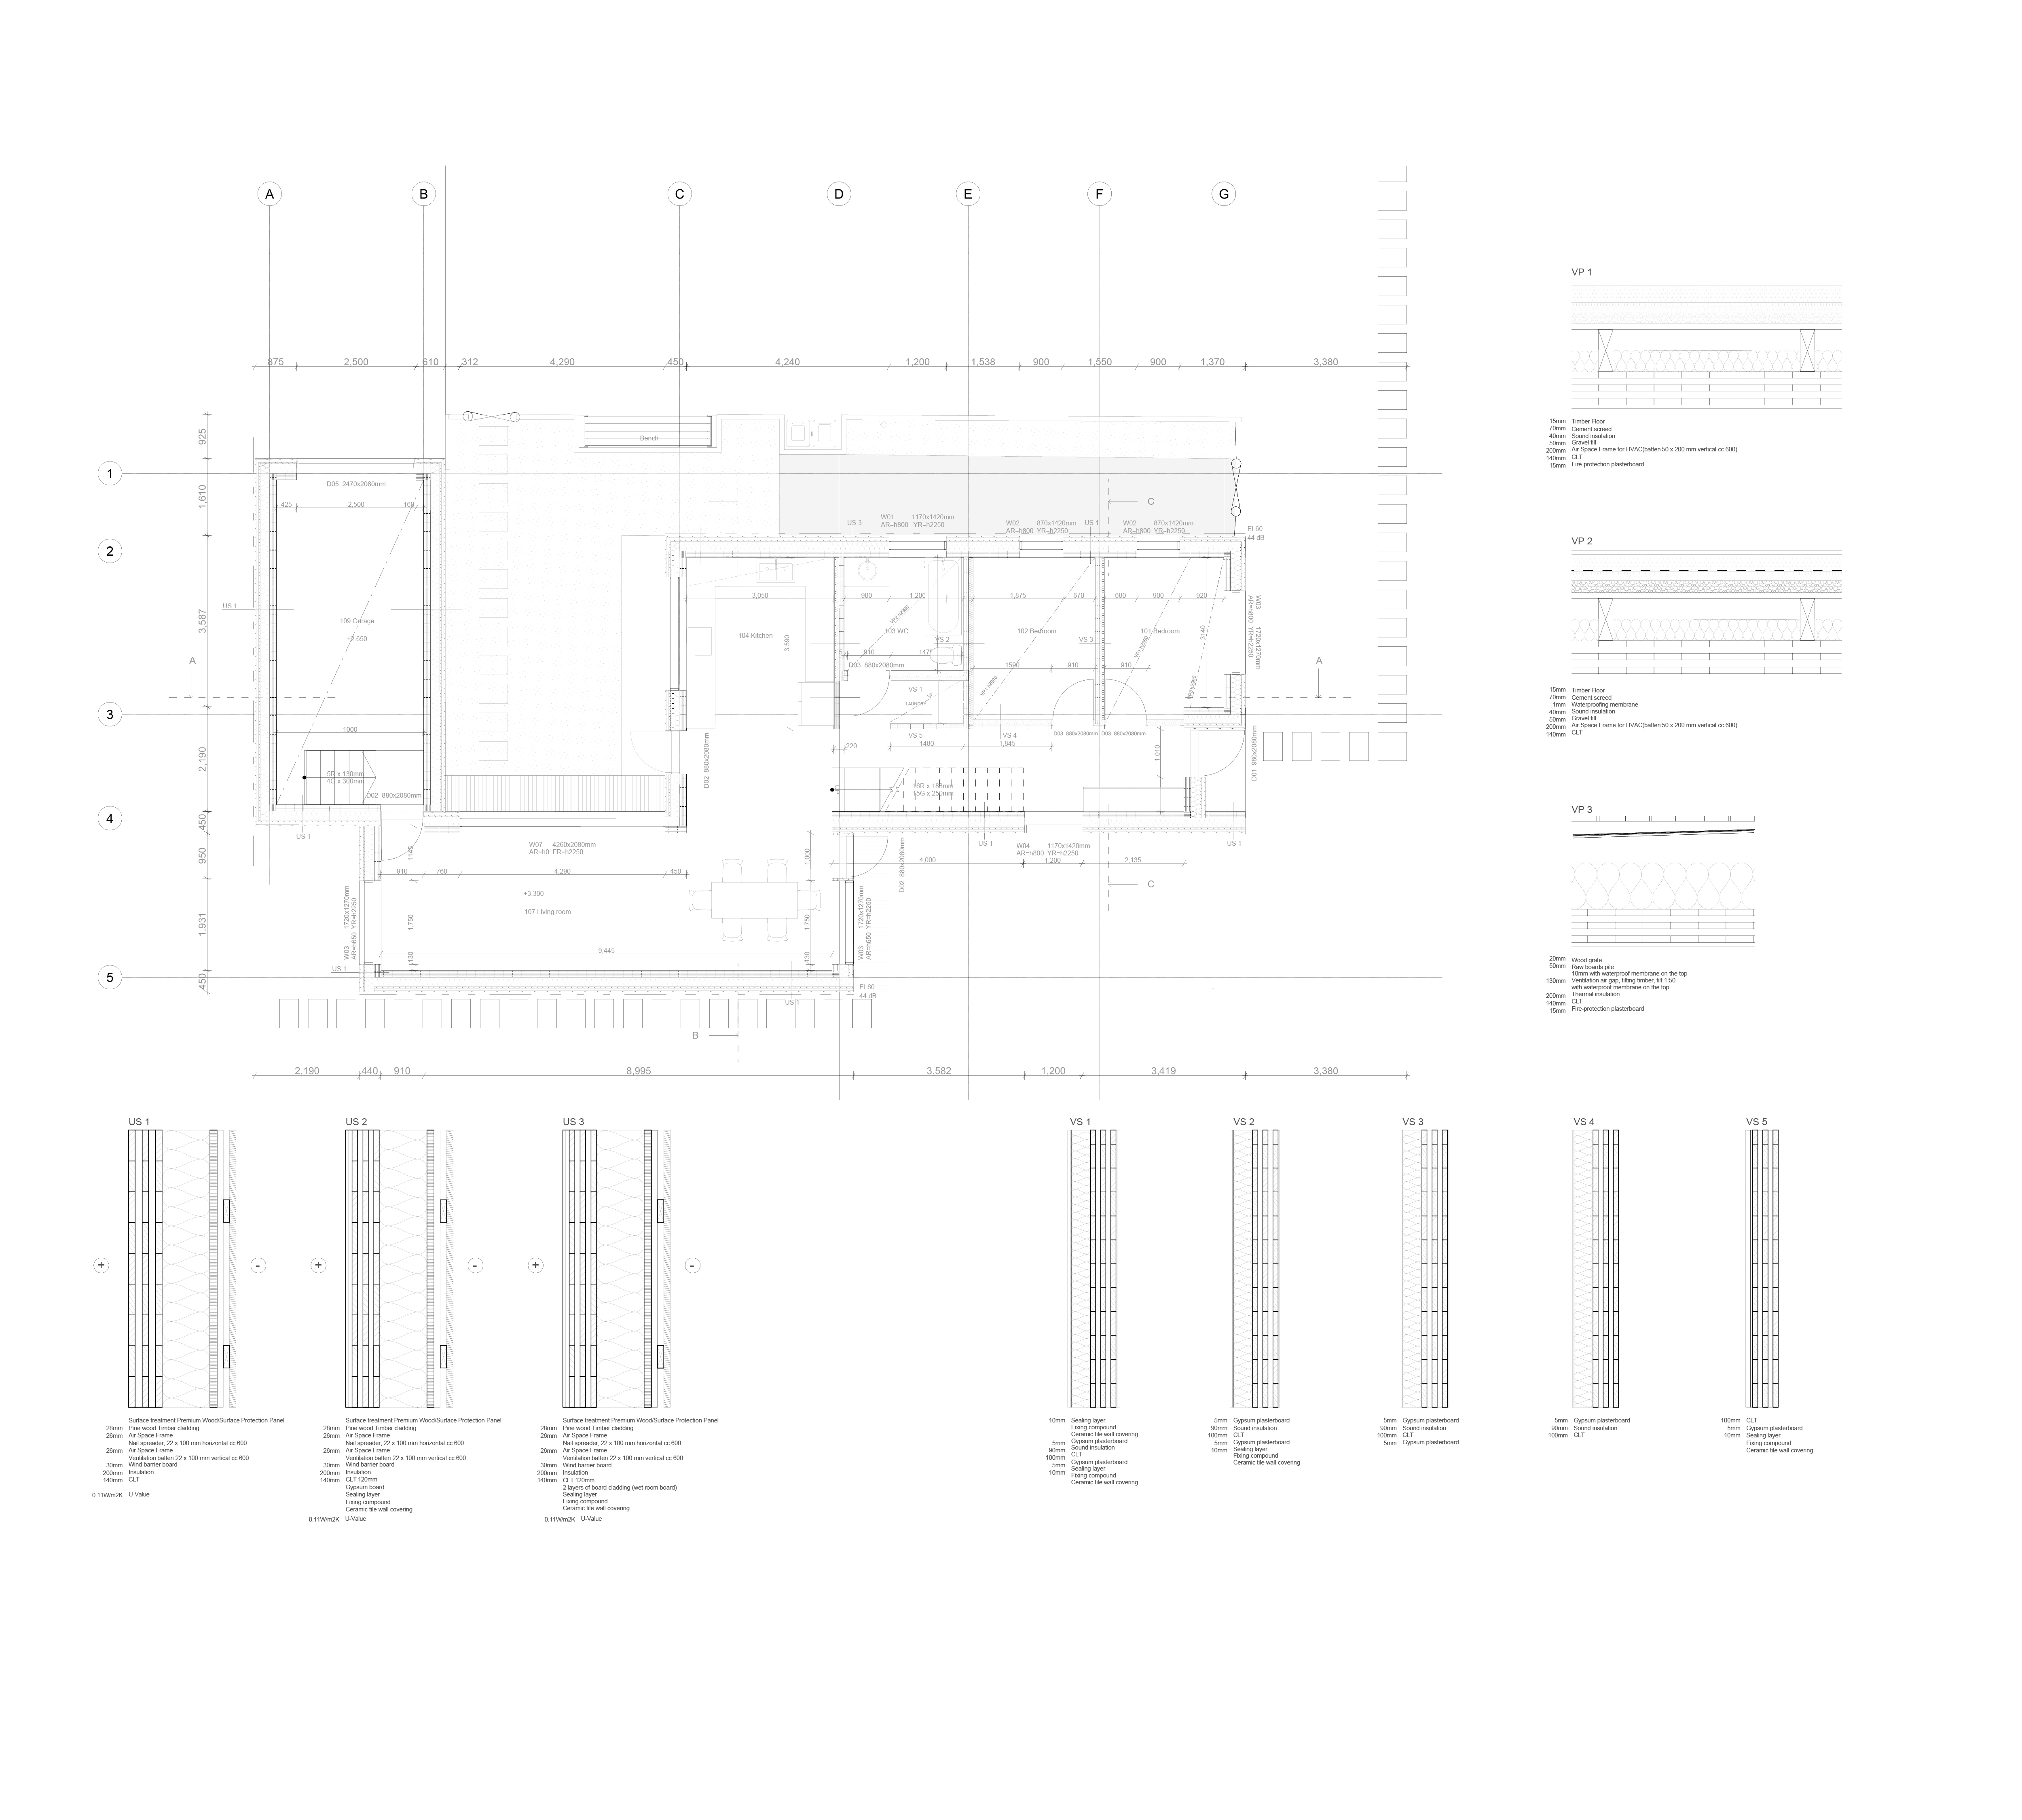 A B C D E F G
VP 1
875 2,500 610 312 4,290 450 4,240 1,200 1,538 900 1,550 900 1,370 3,380
15mm Timber Floor
70mm Cement screed
40mm Sound insulation
50mm Gravel fill
200mm Air Space Frame for HVAC(batten 50 x 200 mm vertical cc 600)
140mm CLT
15mm Fire-protection plasterboard
925
Bench
1
D05 2470x2080mm
1,610
425 2,500
C
W01 1170x1420mm
AR=h800 YR=h2250
US 3
W02 870x1420mm
AR=h800 YR=h2250
US 1
W02 870x1420mm
AR=h800 YR=h2250
EI 60
44 dB
VP 2
2
3,050 900 1,200 1,875 670 680 900 920
W03 1720x1270mm
AR=h800 YR=h2250
US 1
3,587
109 Garage
+2 650
104 Kitchen
3,590
103 WC
VS 2
102 Bedroom
VS 3
101 Bedroom
3140
A A
910 1475
D03 880x2080mm
1590 910 910
VS 1
LAUNDRY
15mm Timber Floor
70mm Cement screed
1mm Waterproofing membrane
40mm Sound insulation
50mm Gravel fill
200mm Air Space Frame for HVAC(batten 50 x 200 mm vertical cc 600)
140mm CLT
3
1000
VS 5 VS 4
D03 880x2080mm D03 880x2080mm
220 1480 1,845
1,010
D02 880x2080mm
D01 980x2080mm
2,190
5R x 130mm
4G x 300mm
D02 880x2080mm
15G x 250mm
VP 3
4
450
US 1
W07 4260x2080mm
AR=h0 FR=h2250
US 1
W04 1170x1420mm
AR=h800 YR=h2250
US 1
950
1145
1,000
D02 880x2080mm
4,000 1,200 2,135
910 760 4,290 450
C
+3 300
107 Living room
W03 1720x1270mm
AR=h650 YR=h2250
1,750
1,750
W03 1720x1270mm
AR=h650 YR=h2250
1,931
9,445
130
130
US 1
5
450
EI 60
44 dB
US 1
B
20mm Wood grate
50mm Raw boards pile
10mm with waterproof membrane on the top
130mm Ventilation air gap, tilting timber, tilt 1:50
with waterproof membrane on the top
200mm Thermal insulation
140mm CLT
15mm Fire-protection plasterboard
2,190 440 910 8,995 3,582 1,200 3,419 3,380
US 1 US 2 US 3 VS 1 VS 2 VS 3 VS 4 VS 5
+ - + - + -
Surface treatment Premium Wood/Surface Protection Panel
28mm Pine wood Timber cladding
26mm Air Space Frame
Nail spreader, 22 x 100 mm horizontal cc 600
26mm Air Space Frame
Ventilation batten 22 x 100 mm vertical cc 600
30mm Wind barrier board
200mm Insulation
140mm CLT
0.11W/m2K U-Value
Surface treatment Premium Wood/Surface Protection Panel
28mm Pine wood Timber cladding
26mm Air Space Frame
Nail spreader, 22 x 100 mm horizontal cc 600
26mm Air Space Frame
Ventilation batten 22 x 100 mm vertical cc 600
30mm Wind barrier board
200mm Insulation
140mm CLT 120mm
Gypsum board
Sealing layer
Fixing compound
Ceramic tile wall covering
0.11W/m2K U-Value
Surface treatment Premium Wood/Surface Protection Panel
28mm Pine wood Timber cladding
26mm Air Space Frame
Nail spreader, 22 x 100 mm horizontal cc 600
26mm Air Space Frame
Ventilation batten 22 x 100 mm vertical cc 600
30mm Wind barrier board
200mm Insulation
140mm CLT 120mm
2 layers of board cladding (wet room board)
Sealing layer
Fixing compound
Ceramic tile wall covering
0.11W/m2K U-Value
10mm Sealing layer
Fixing compound
Ceramic tile wall covering
5mm Gypsum plasterboard
90mm Sound insulation
100mm CLT
5mm Gypsum plasterboard
10mm Sealing layer
Fixing compound
Ceramic tile wall covering
5mm Gypsum plasterboard
90mm Sound insulation
100mm CLT
5mm Gypsum plasterboard
10mm Sealing layer
Fixing compound
Ceramic tile wall covering
5mm Gypsum plasterboard
90mm Sound insulation
100mm CLT
5mm Gypsum plasterboard
5mm Gypsum plasterboard
90mm Sound insulation
100mm CLT
100mm CLT
5mm Gypsum plasterboard
10mm Sealing layer
Fixing compound
Ceramic tile wall covering